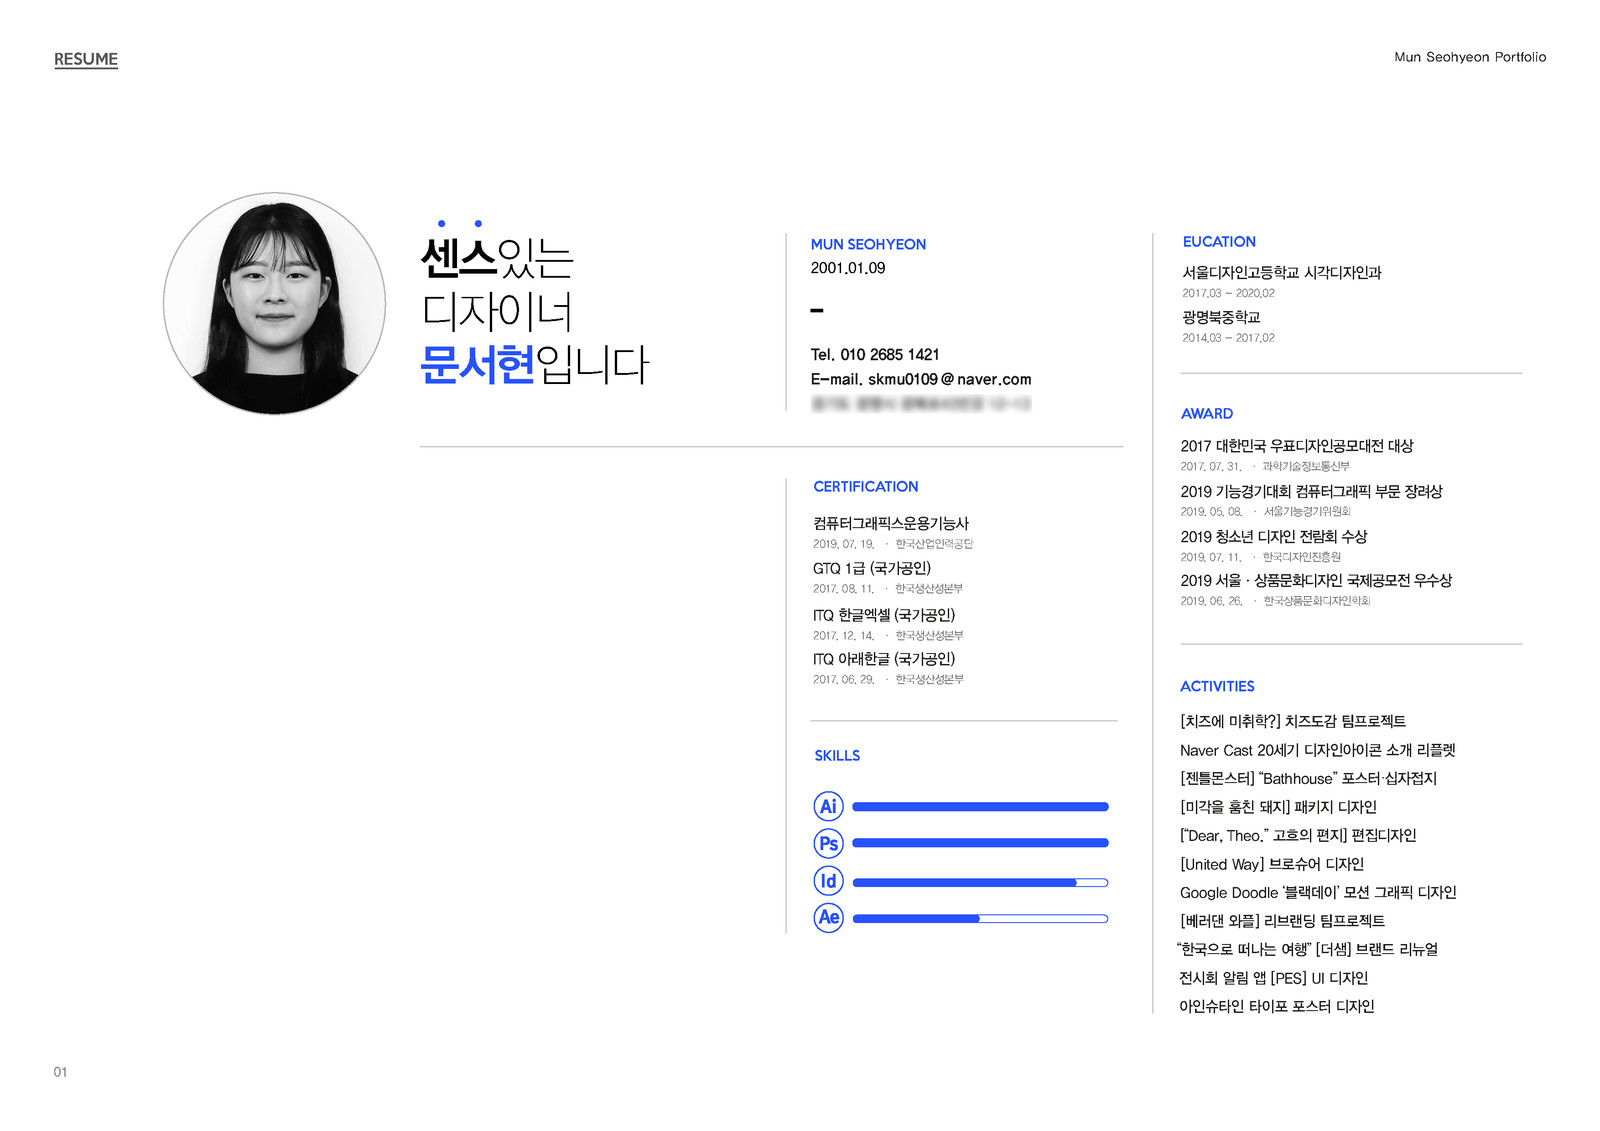 RESUME
Mun Seohyeon Portfolio
센스있는
디자이너
문서현입니다
MUN SEOHYEON
2001.01.09
–
Tel. 010 2685 1421
E-mail. skmu0109@naver.com
CERTIFICATION
컴퓨터그래픽스운용기능사
2019. 07. 19. · 한국산업인력공단
GTQ 1급 (국가공인)
2017. 08. 11. · 한국생산성본부
ITQ 한글엑셀 (국가공인)
2017. 12. 14. · 한국생산성본부
ITQ 아래한글 (국가공인)
2017. 06. 29. · 한국생산성본부
SKILLS
Ai
Ps
Id
Ae
EUCATION
서울디자인고등학교 시각디자인과
2017.03 – 2020.02
광명북중학교
2014.03 – 2017.02
AWARD
2017 대한민국 우표디자인공모대전 대상
2017. 07. 31. · 과학기술정보통신부
2019 기능경기대회 컴퓨터그래픽 부문 장려상
2019. 05. 08. · 서울기능경기위원회
2019 청소년 디자인 전람회 수상
2019. 07. 11. · 한국디자인진흥원
2019 서울 · 상품문화디자인 국제공모전 우수상
2019. 06. 26. · 한국상품문화디자인학회
ACTIVITIES
[치즈에 미취학?] 치즈도감 팀프로젝트
Naver Cast 20세기 디자인아이콘 소개 리플렛
[젠틀몬스터] “Bathhouse” 포스터·십자접지
[미각을 훔친 돼지] 패키지 디자인
[“Dear, Theo.” 고흐의 편지] 편집디자인
[United Way] 브로슈어 디자인
Google Doodle ‘블랙데이’ 모션 그래픽 디자인
[베러댄 와플] 리브랜딩 팀프로젝트
“한국으로 떠나는 여행” [더샘] 브랜드 리뉴얼
전시회 알림 앱 [PES] UI 디자인
아인슈타인 타이포 포스터 디자인
01